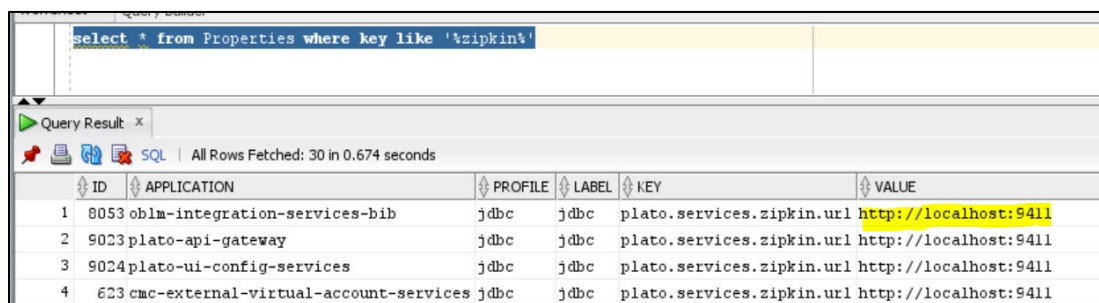 select * from Properties where key like '%zipkin%'
Query Result x
SQL | All Rows Fetched: 30 in 0.674 seconds
ID APPLICATION PROFILE LABEL KEY VALUE
1 8053 oblm-integration-services-bib jdbc jdbc plato.services.zipkin.url http://localhost:9411
2 9023 plato-api-gateway jdbc jdbc plato.services.zipkin.url http://localhost:9411
3 9024 plato-ui-config-services jdbc jdbc plato.services.zipkin.url http://localhost:9411
4 623 cmc-external-virtual-account-services jdbc jdbc plato.services.zipkin.url http://localhost:9411